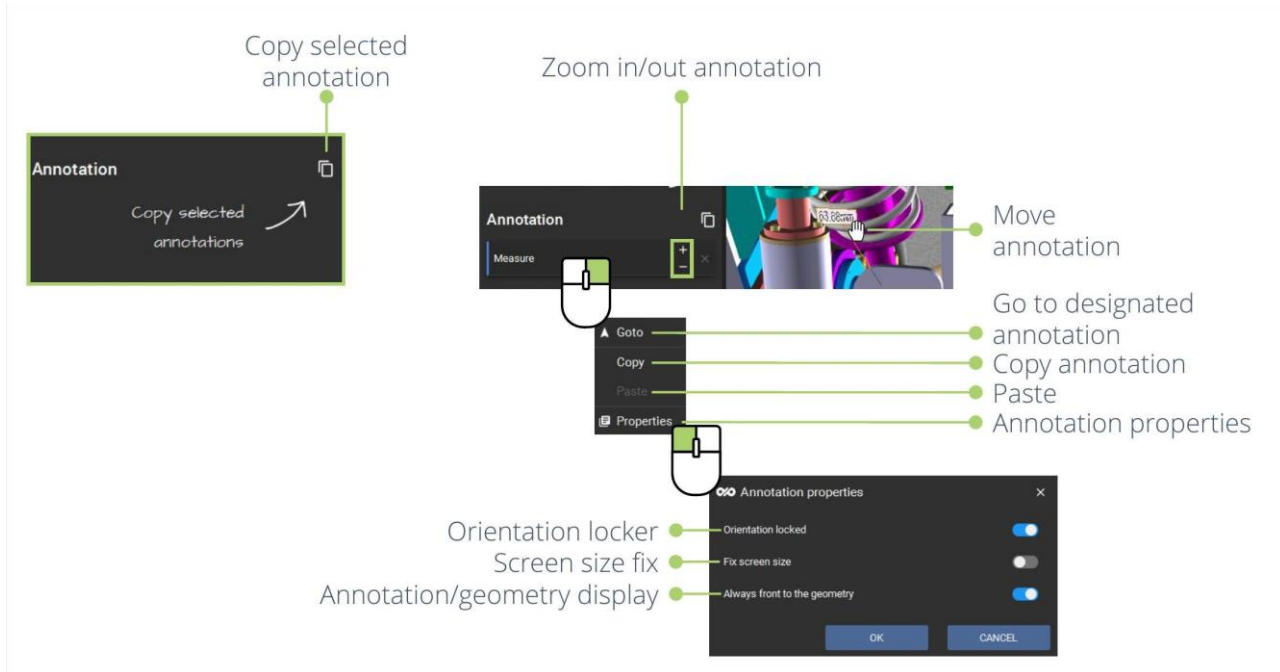 Copy selected
annotation
Zoom in/out annotation
Annotation
Copy selected
annotations
Annotation
Measure
+
−
63.68mm
Move
annotation
Goto
Copy
Paste
Properties
Go to designated
annotation
Copy annotation
Paste
Annotation properties
Annotation properties
Orientation locker
Orientation locked
Screen size fix
Fix screen size
Annotation/geometry display
Always front to the geometry
OK
CANCEL